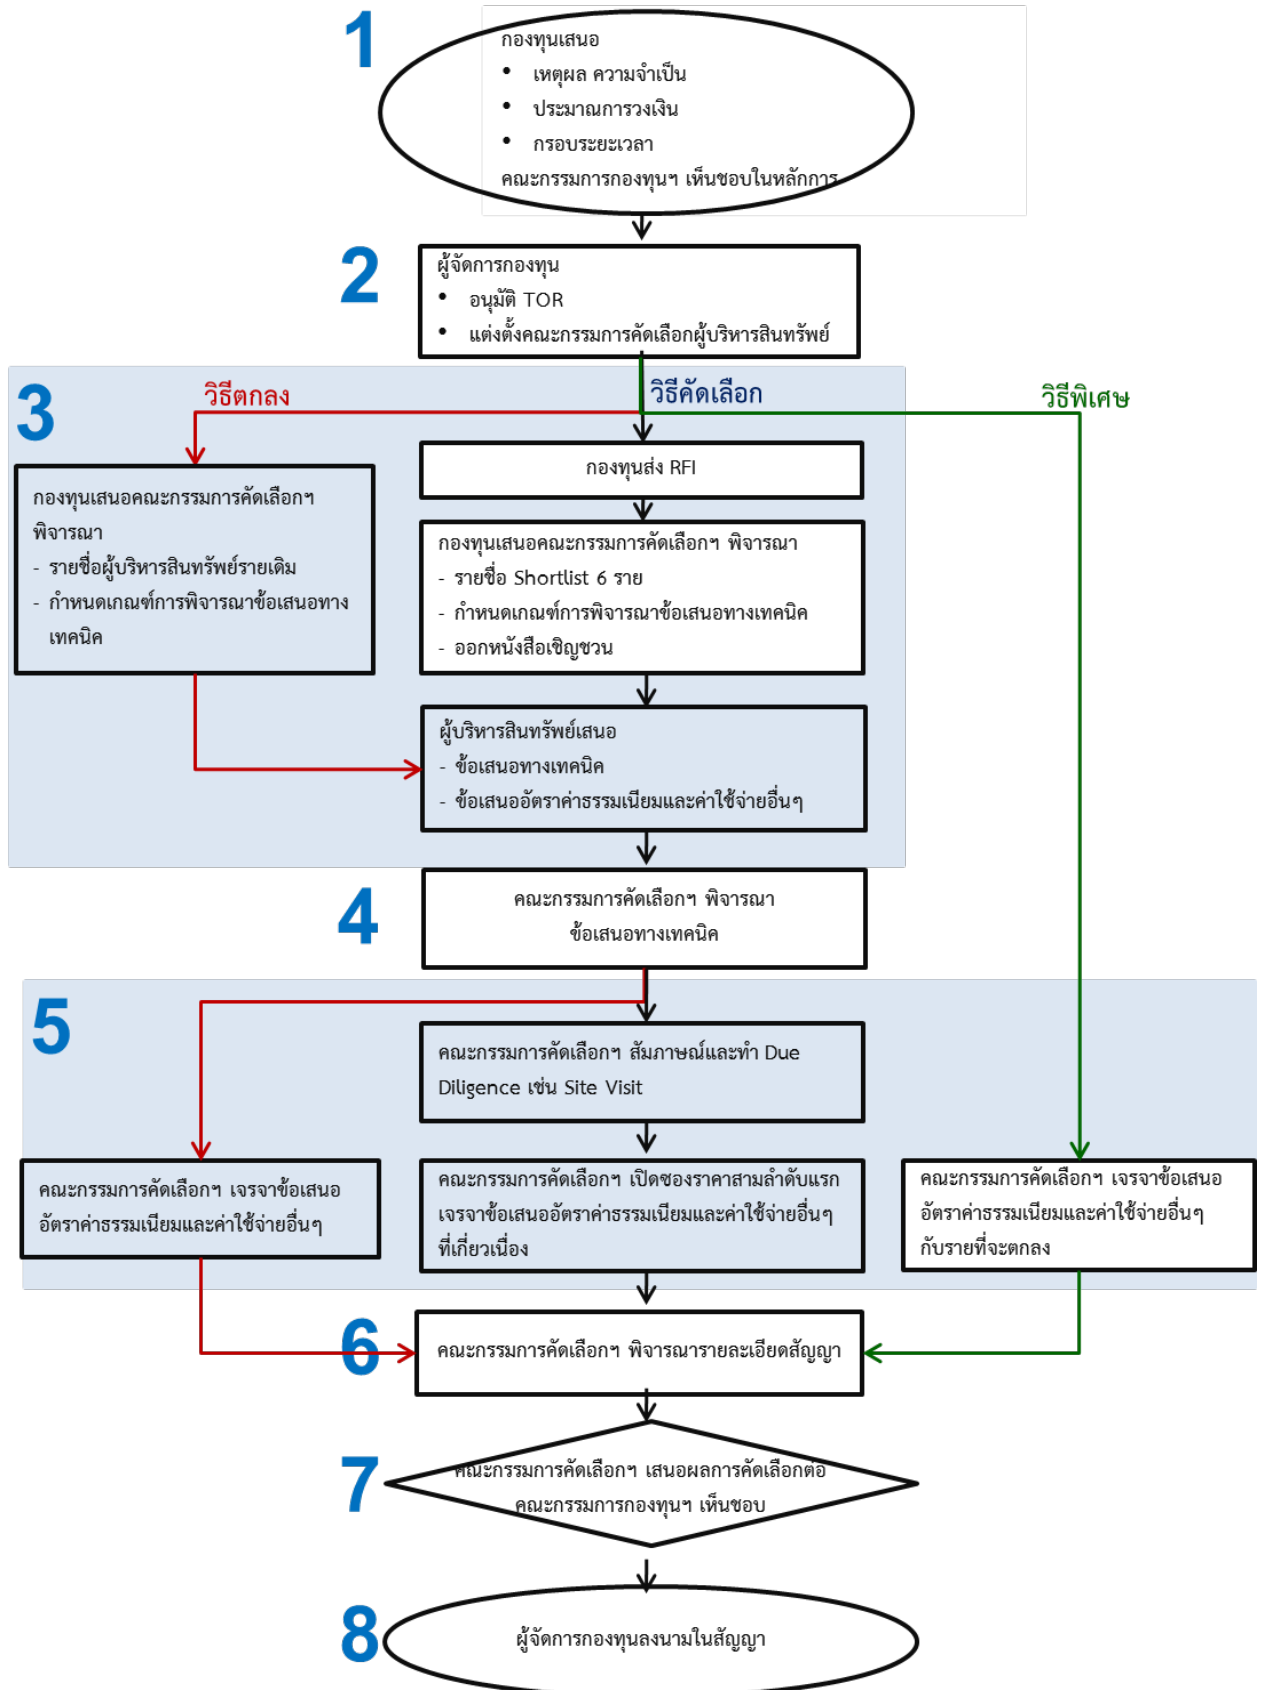 1
กองทุนเสนอ
• เหตุผล ความจำเป็น
• ประมาณการวงเงิน
• กรอบระยะเวลา
คณะกรรมการกองทุนฯ เห็นชอบในหลักการ
2
ผู้จัดการกองทุน
• อนุมัติ TOR
• แต่งตั้งคณะกรรมการคัดเลือกผู้บริหารสินทรัพย์
3
วิธีตกลง
วิธีคัดเลือก
วิธีพิเศษ
กองทุนเสนอคณะกรรมการคัดเลือกฯ
พิจารณา
- รายชื่อผู้บริหารสินทรัพย์รายเดิม
- กำหนดเกณฑ์การพิจารณาข้อเสนอทาง
เทคนิค
กองทุนส่ง RFI
กองทุนเสนอคณะกรรมการคัดเลือกฯ พิจารณา
- รายชื่อ Shortlist 6 ราย
- กำหนดเกณฑ์การพิจารณาข้อเสนอทางเทคนิค
- ออกหนังสือเชิญชวน
ผู้บริหารสินทรัพย์เสนอ
- ข้อเสนอทางเทคนิค
- ข้อเสนออัตราค่าธรรมเนียมและค่าใช้จ่ายอื่นๆ
4
คณะกรรมการคัดเลือกฯ พิจารณา
ข้อเสนอทางเทคนิค
5
คณะกรรมการคัดเลือกฯ สัมภาษณ์และทำ Due
Diligence เช่น Site Visit
คณะกรรมการคัดเลือกฯ เจรจาข้อเสนอ
อัตราค่าธรรมเนียมและค่าใช้จ่ายอื่นๆ
คณะกรรมการคัดเลือกฯ เปิดซองราคาสามลำดับแรก
เจรจาข้อเสนออัตราค่าธรรมเนียมและค่าใช้จ่ายอื่นๆ
ที่เกี่ยวเนื่อง
คณะกรรมการคัดเลือกฯ เจรจาข้อเสนอ
อัตราค่าธรรมเนียมและค่าใช้จ่ายอื่นๆ
กับรายที่จะตกลง
6
คณะกรรมการคัดเลือกฯ พิจารณารายละเอียดสัญญา
7
คณะกรรมการคัดเลือกฯ เสนอผลการคัดเลือกต่อ
คณะกรรมการกองทุนฯ เห็นชอบ
8
ผู้จัดการกองทุนลงนามในสัญญา